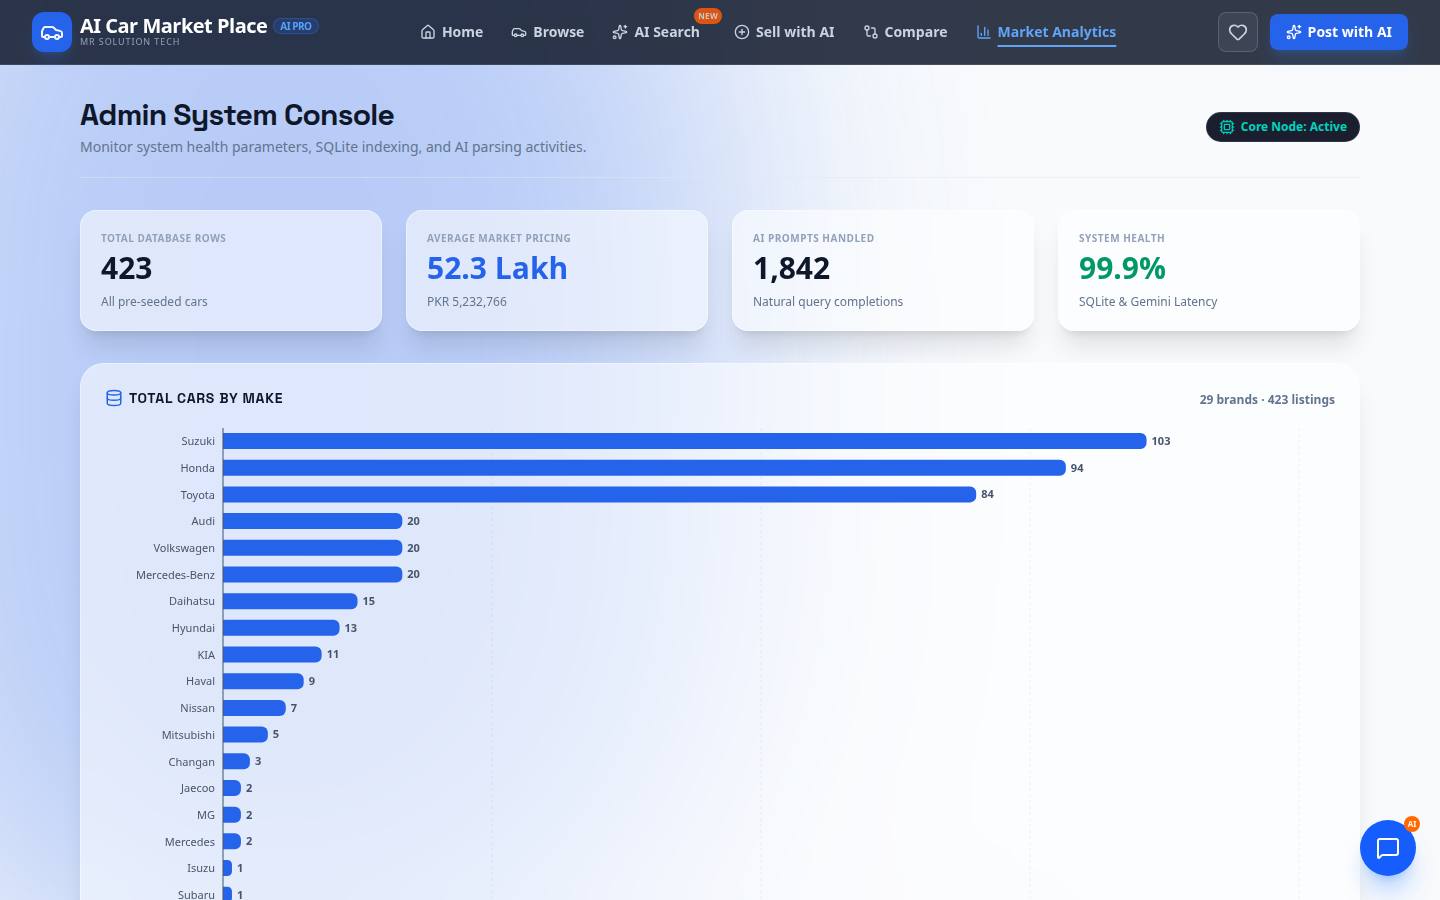 AI Car Market Place
AI PRO
MR SOLUTION TECH
Home
Browse
AI Search
NEW
Sell with AI
Compare
Market Analytics
Post with AI
Admin System Console
Monitor system health parameters, SQLite indexing, and AI parsing activities.
Core Node: Active
TOTAL DATABASE ROWS
423
All pre-seeded cars
AVERAGE MARKET PRICING
52.3 Lakh
PKR 5,232,766
AI PROMPTS HANDLED
1,842
Natural query completions
SYSTEM HEALTH
99.9%
SQLite & Gemini Latency
TOTAL CARS BY MAKE
29 brands · 423 listings
Suzuki 103
Honda 94
Toyota 84
Audi 20
Volkswagen 20
Mercedes-Benz 20
Daihatsu 15
Hyundai 13
KIA 11
Haval 9
Nissan 7
Mitsubishi 5
Changan 3
Jaecoo 2
MG 2
Mercedes 2
Isuzu 1
Subaru 1
AI